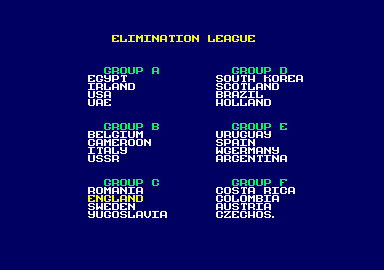 ELIMINATION LEAGUE
GROUP A
EGYPT
IRLAND
USA
UAE
GROUP D
SOUTH KOREA
SCOTLAND
BRAZIL
HOLLAND
GROUP B
BELGIUM
CAMEROON
ITALY
USSR
GROUP E
URUGUAY
SPAIN
WGERMANY
ARGENTINA
GROUP C
ROMANIA
ENGLAND
SWEDEN
YUGOSLAVIA
GROUP F
COSTA RICA
COLOMBIA
AUSTRIA
CZECHOS.